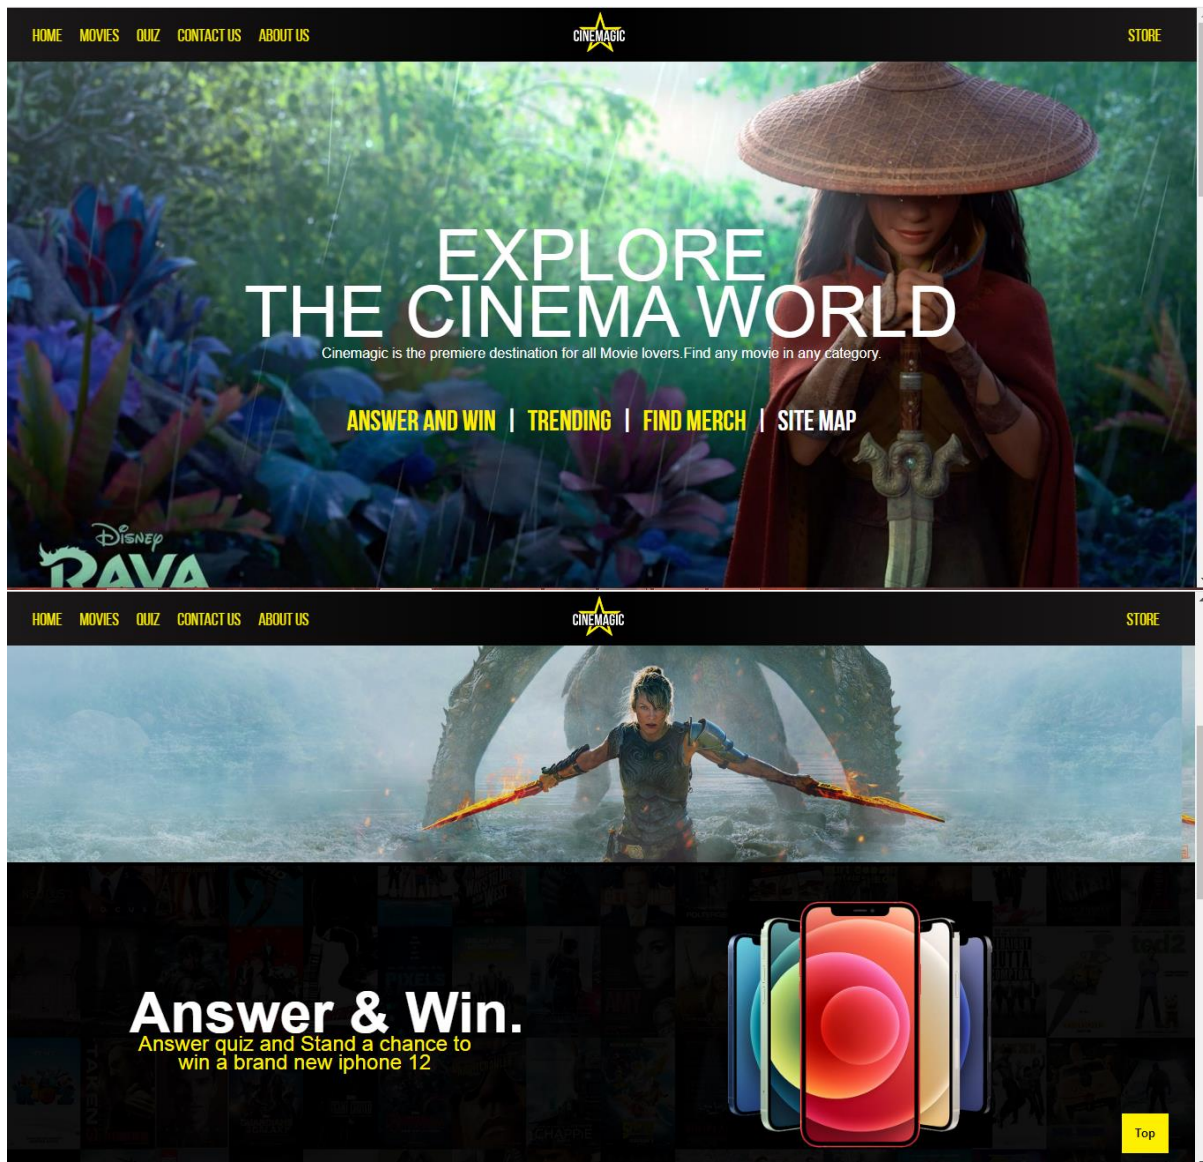 HOME MOVIES QUIZ CONTACT US ABOUT US CINEMAGIC STORE
EXPLORE
THE CINEMA WORLD
Cinemagic is the premiere destination for all Movie lovers.Find any movie in any category.
ANSWER AND WIN | TRENDING | FIND MERCH | SITE MAP
DISNEY
RAYA
HOME MOVIES QUIZ CONTACT US ABOUT US CINEMAGIC STORE
ted2
Answer & Win.
Answer quiz and Stand a chance to
win a brand new iphone 12
TAKEN
CHAPPIE
Top